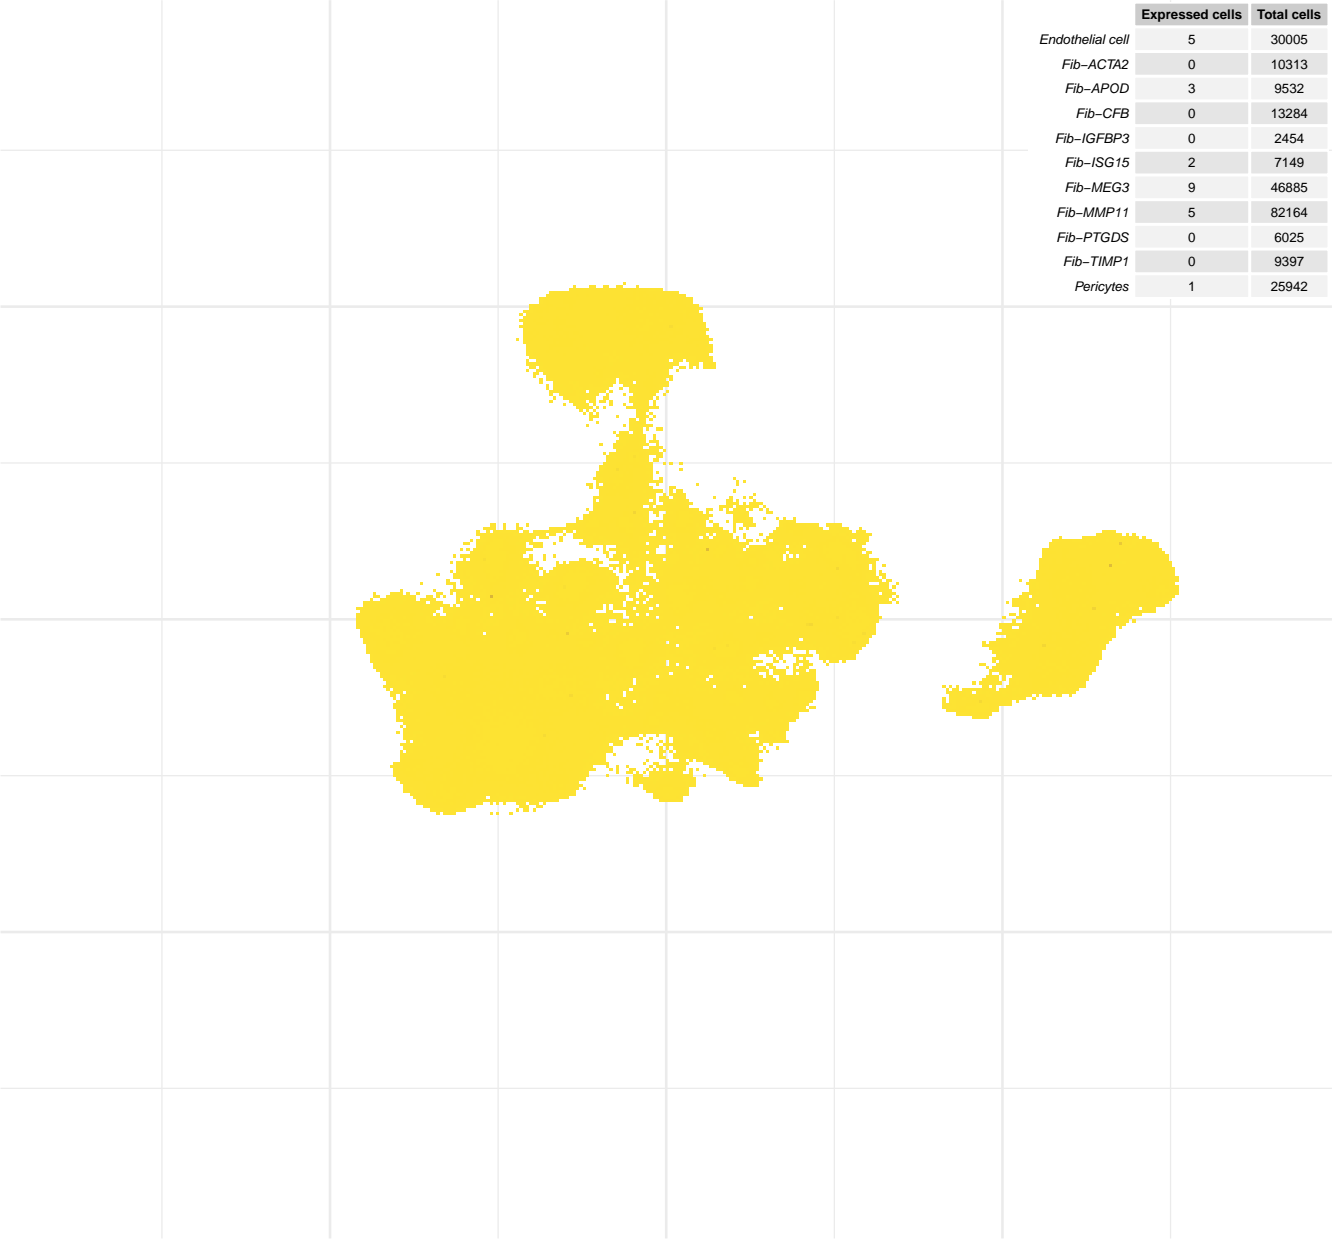 Expressed cells Total cells
Endothelial cell 5 30005
Fib−ACTA2 0 10313
Fib−APOD 3 9532
Fib−CFB 0 13284
Fib−IGFBP3 0 2454
Fib−ISG15 2 7149
Fib−MEG3 9 46885
Fib−MMP11 5 82164
Fib−PTGDS 0 6025
Fib−TIMP1 0 9397
Pericytes 1 25942